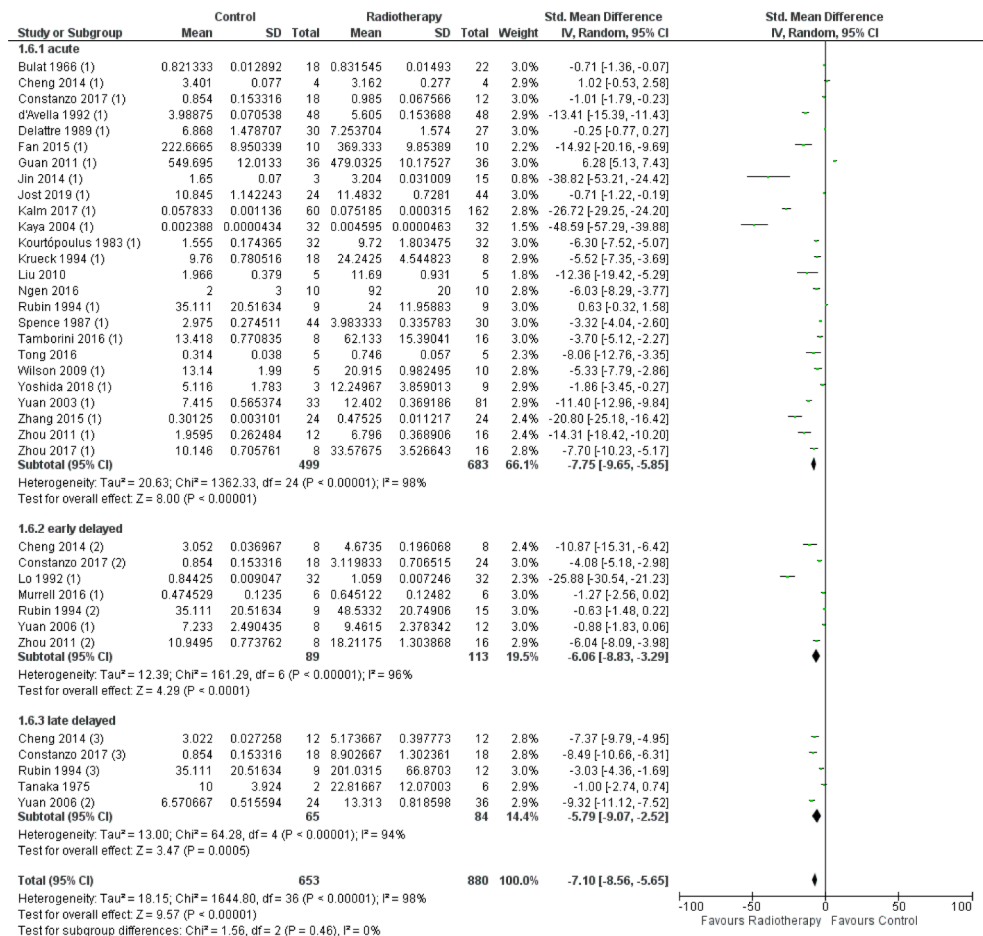 Control Radiotherapy Std. Mean Difference Std. Mean Difference
Study or Subgroup Mean SD Total Mean SD Total Weight IV, Random, 95% CI IV, Random, 95% CI
1.6.1 acute
Bulat 1966 (1) 0.821333 0.012892 18 0.831545 0.01493 22 3.0% -0.71 [-1.36, -0.07]
Cheng 2014 (1) 3.401 0.077 4 3.162 0.277 4 2.9% 1.02 [-0.53, 2.58]
Constanzo 2017 (1) 0.854 0.153316 18 0.985 0.067566 12 3.0% -1.01 [-1.79, -0.23]
d'Avella 1992 (1) 3.98875 0.070538 48 5.605 0.153688 48 2.9% -13.41 [-15.39, -11.43]
Delattre 1989 (1) 6.868 1.478707 30 7.253704 1.574 27 3.0% -0.25 [-0.77, 0.27]
Fan 2015 (1) 222.6665 8.950339 10 369.333 9.85389 10 2.2% -14.92 [-20.16, -9.69]
Guan 2011 (1) 549.695 12.0133 36 479.0325 10.17527 36 3.0% 6.28 [5.13, 7.43]
Jin 2014 (1) 1.65 0.07 3 3.204 0.031009 15 0.8% -38.82 [-53.21, -24.42]
Jost 2019 (1) 10.845 1.142243 24 11.4832 0.7281 44 3.0% -0.71 [-1.22, -0.19]
Kalm 2017 (1) 0.057833 0.001136 60 0.075185 0.000315 162 2.8% -26.72 [-29.25, -24.20]
Kaya 2004 (1) 0.002388 0.0000434 32 0.004595 0.0000463 32 1.5% -48.59 [-57.29, -39.88]
Kourtópoulus 1983 (1) 1.555 0.174365 32 9.72 1.803475 32 3.0% -6.30 [-7.52, -5.07]
Krueck 1994 (1) 9.76 0.780516 18 24.2425 4.544823 8 2.9% -5.52 [-7.35, -3.69]
Liu 2010 1.966 0.379 5 11.69 0.931 5 1.8% -12.36 [-19.42, -5.29]
Ngen 2016 2 3 10 92 20 10 2.9% -6.03 [-8.29, -3.77]
Rubin 1994 (1) 35.111 20.51634 9 24 11.95883 9 3.0% 0.63 [-0.32, 1.58]
Spence 1987 (1) 2.975 0.274511 44 3.983333 0.335783 30 3.0% -3.32 [-4.04, -2.60]
Tamborini 2016 (1) 13.418 0.770835 8 62.133 15.39041 16 3.0% -3.70 [-5.12, -2.27]
Tong 2016 0.314 0.038 5 0.746 0.057 5 2.4% -8.06 [-12.76, -3.35]
Wilson 2009 (1) 13.14 1.99 5 20.915 0.982495 10 2.8% -5.33 [-7.79, -2.86]
Yoshida 2018 (1) 5.116 1.783 3 12.24967 3.859013 9 2.9% -1.86 [-3.45, -0.27]
Yuan 2003 (1) 7.415 0.565374 33 12.402 0.369186 81 3.0% -11.40 [-12.96, -9.84]
Zhang 2015 (1) 0.30125 0.003101 24 0.47525 0.011217 24 2.4% -20.80 [-25.18, -16.42]
Zhou 2011 (1) 1.9595 0.262484 12 6.796 0.368906 16 2.4% -14.31 [-18.42, -10.20]
Zhou 2017 (1) 10.146 0.705761 8 33.57675 3.526643 16 2.8% -7.70 [-10.23, -5.17]
Subtotal (95% CI) 499 683 66.1% -7.75 [-9.65, -5.85]
Heterogeneity: Tau² = 20.63; Chi² = 1362.33, df = 24 (P < 0.00001); I² = 98%
Test for overall effect: Z = 8.00 (P < 0.00001)
1.6.2 early delayed
Cheng 2014 (2) 3.052 0.036967 8 4.6735 0.196068 8 2.4% -10.87 [-15.31, -6.42]
Constanzo 2017 (2) 0.854 0.153316 18 3.119833 0.706515 24 3.0% -4.08 [-5.18, -2.98]
Lo 1992 (1) 0.84425 0.009047 32 1.059 0.007246 32 2.3% -25.88 [-30.54, -21.23]
Murrell 2016 (1) 0.474529 0.1235 6 0.645122 0.12482 6 3.0% -1.27 [-2.56, 0.02]
Rubin 1994 (2) 35.111 20.51634 9 48.5332 20.74906 15 3.0% -0.63 [-1.48, 0.22]
Yuan 2006 (1) 7.233 2.490435 8 9.4615 2.378342 12 3.0% -0.88 [-1.83, 0.06]
Zhou 2011 (2) 10.9495 0.773762 8 18.21175 1.303868 16 2.9% -6.04 [-8.09, -3.98]
Subtotal (95% CI) 89 113 19.5% -6.06 [-8.83, -3.29]
Heterogeneity: Tau² = 12.39; Chi² = 161.29, df = 6 (P < 0.00001); I² = 96%
Test for overall effect: Z = 4.29 (P < 0.0001)
1.6.3 late delayed
Cheng 2014 (3) 3.022 0.027258 12 5.173667 0.397773 12 2.8% -7.37 [-9.79, -4.95]
Constanzo 2017 (3) 0.854 0.153316 18 8.902667 1.302361 18 2.9% -8.49 [-10.66, -6.31]
Rubin 1994 (3) 35.111 20.51634 9 201.0315 66.8703 12 3.0% -3.03 [-4.36, -1.69]
Tanaka 1975 10 3.924 2 22.81667 12.07003 6 2.9% -1.00 [-2.74, 0.74]
Yuan 2006 (2) 6.570667 0.515594 24 13.313 0.818598 36 2.9% -9.32 [-11.12, -7.52]
Subtotal (95% CI) 65 84 14.4% -5.79 [-9.07, -2.52]
Heterogeneity: Tau² = 13.00; Chi² = 64.28, df = 4 (P < 0.00001); I² = 94%
Test for overall effect: Z = 3.47 (P = 0.0005)
Total (95% CI) 653 880 100.0% -7.10 [-8.56, -5.65]
Heterogeneity: Tau² = 18.15; Chi² = 1644.80, df = 36 (P < 0.00001); I² = 98%
Test for overall effect: Z = 9.57 (P < 0.00001)
Test for subgroup differences: Chi² = 1.56, df = 2 (P = 0.46), I² = 0%
-100 -50 0 50 100
Favours Radiotherapy Favours Control